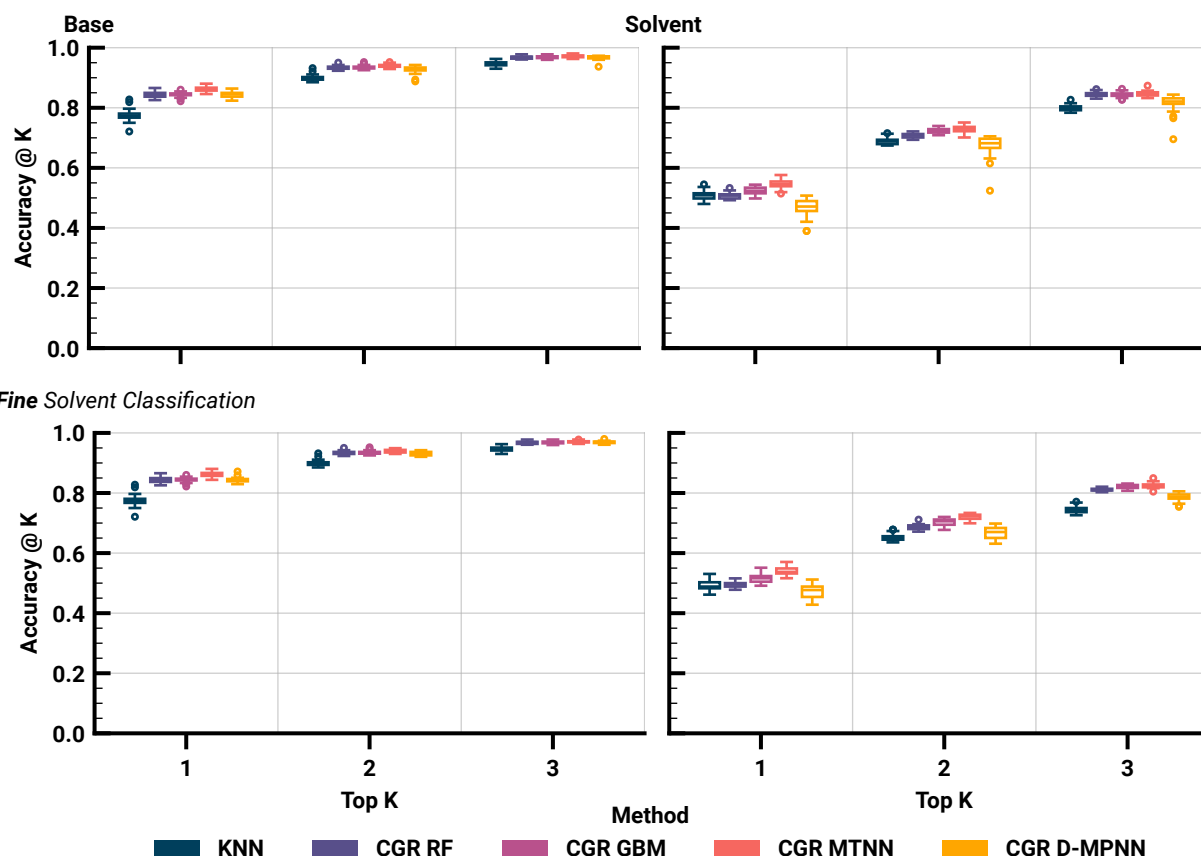 Base Solvent
1.0
0.8
0.6
0.4
0.2
0.0
Accuracy @ K
Fine Solvent Classification
1.0
0.8
0.6
0.4
0.2
0.0
Accuracy @ K
1 2 3 1 2 3
Top K Top K
Method
KNN CGR RF CGR GBM CGR MTNN CGR D-MPNN